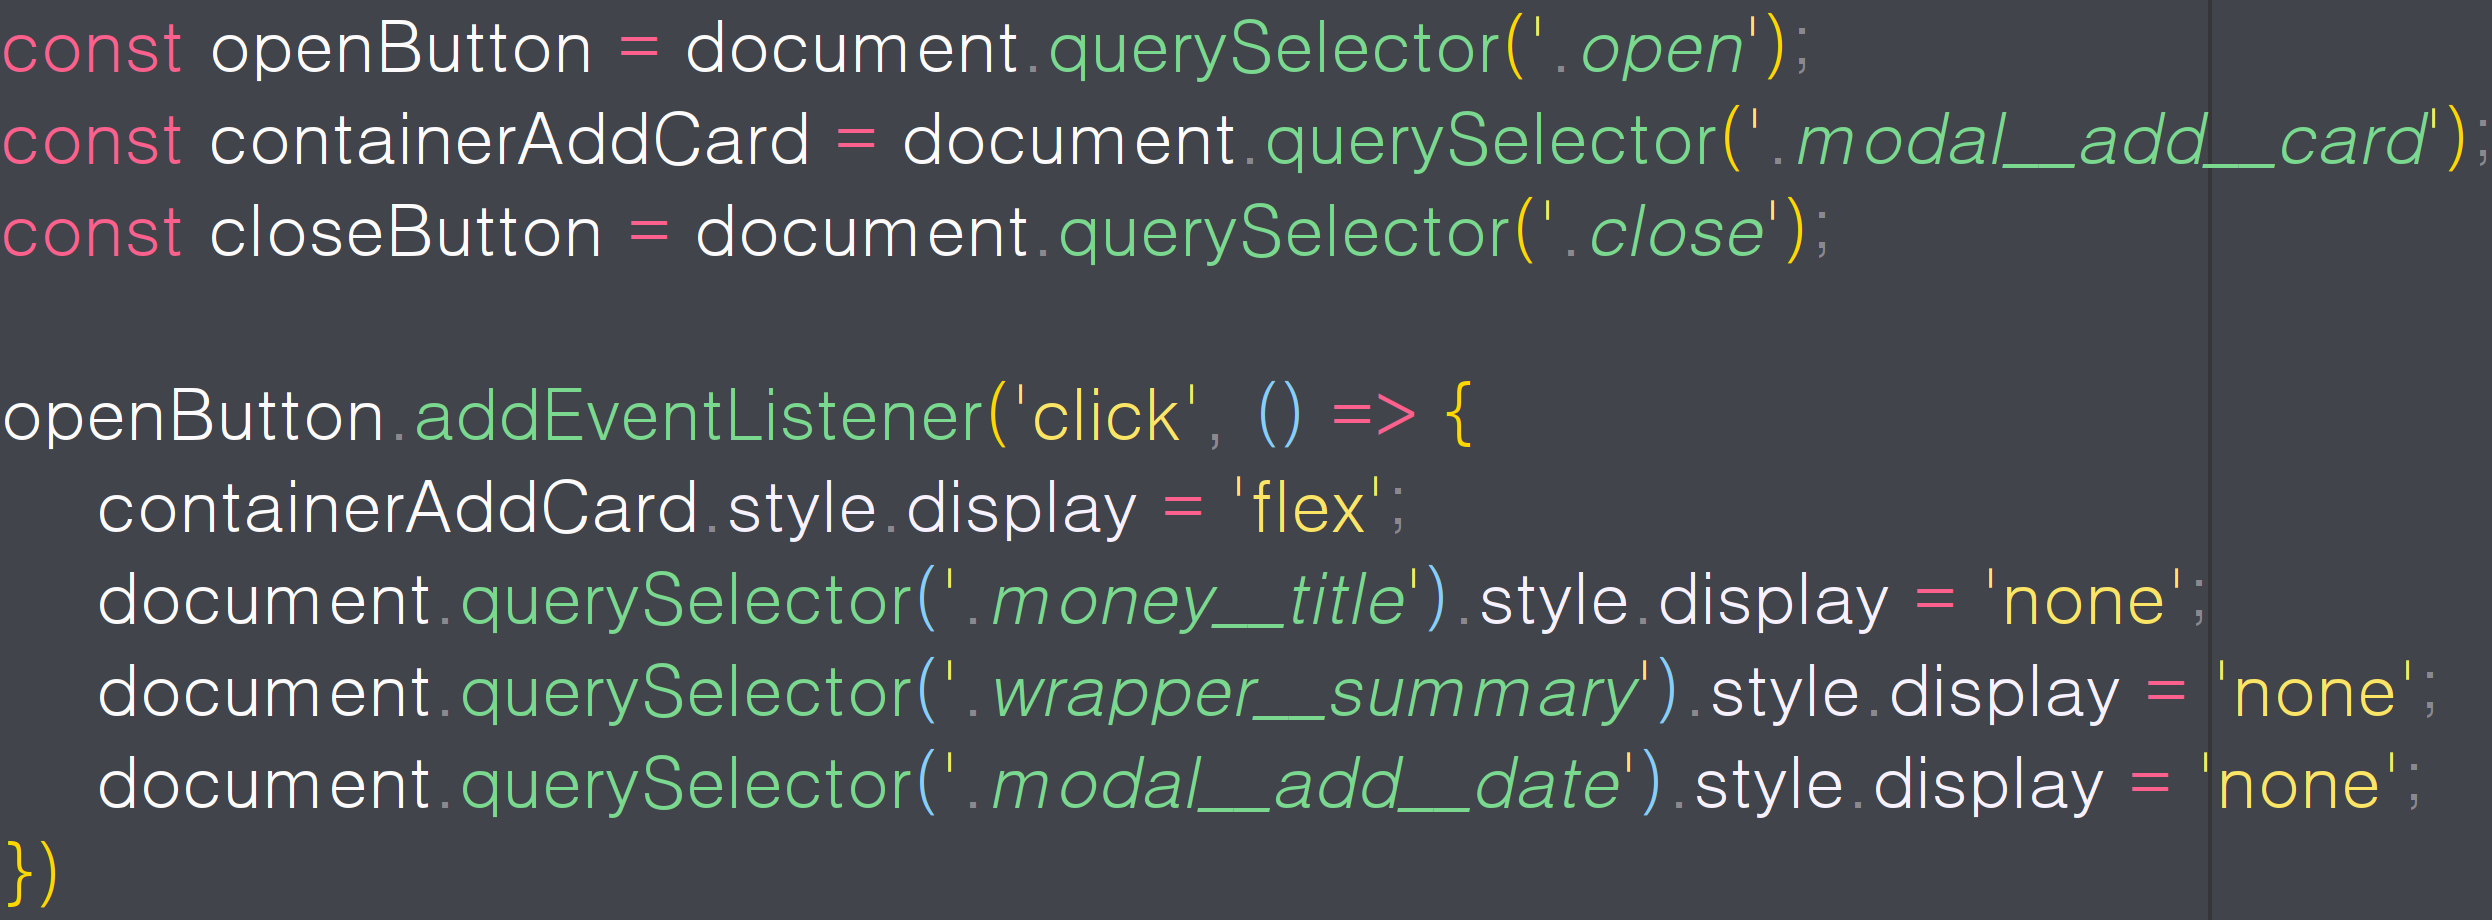 const openButton = document.querySelector('.open');
const containerAddCard = document.querySelector('.modal__add__card');
const closeButton = document.querySelector('.close');
openButton.addEventListener('click', () => {
containerAddCard.style.display = 'flex';
document.querySelector('.money__title').style.display = 'none';
document.querySelector('.wrapper__summary').style.display = 'none';
document.querySelector('.modal__add__date').style.display = 'none';
})